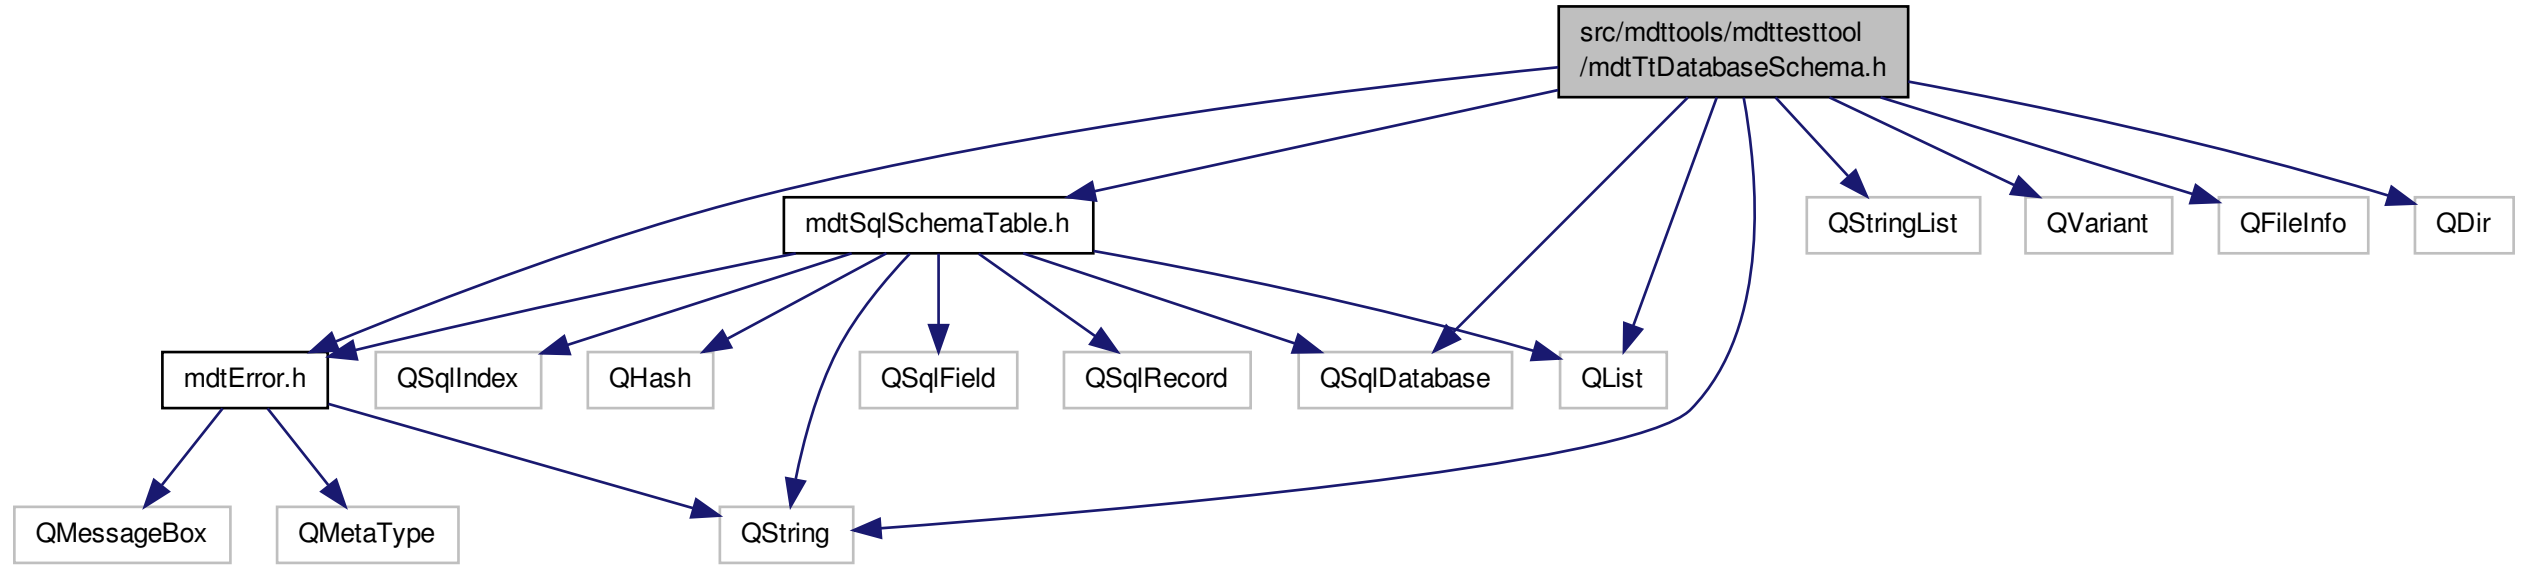 src/mdttools/mdttesttool
/mdtTtDatabaseSchema.h
mdtSqlSchemaTable.h
QStringList
QVariant
QFileInfo
QDir
mdtError.h
QSqlIndex
QHash
QSqlField
QSqlRecord
QSqlDatabase
QList
QMessageBox
QMetaType
QString